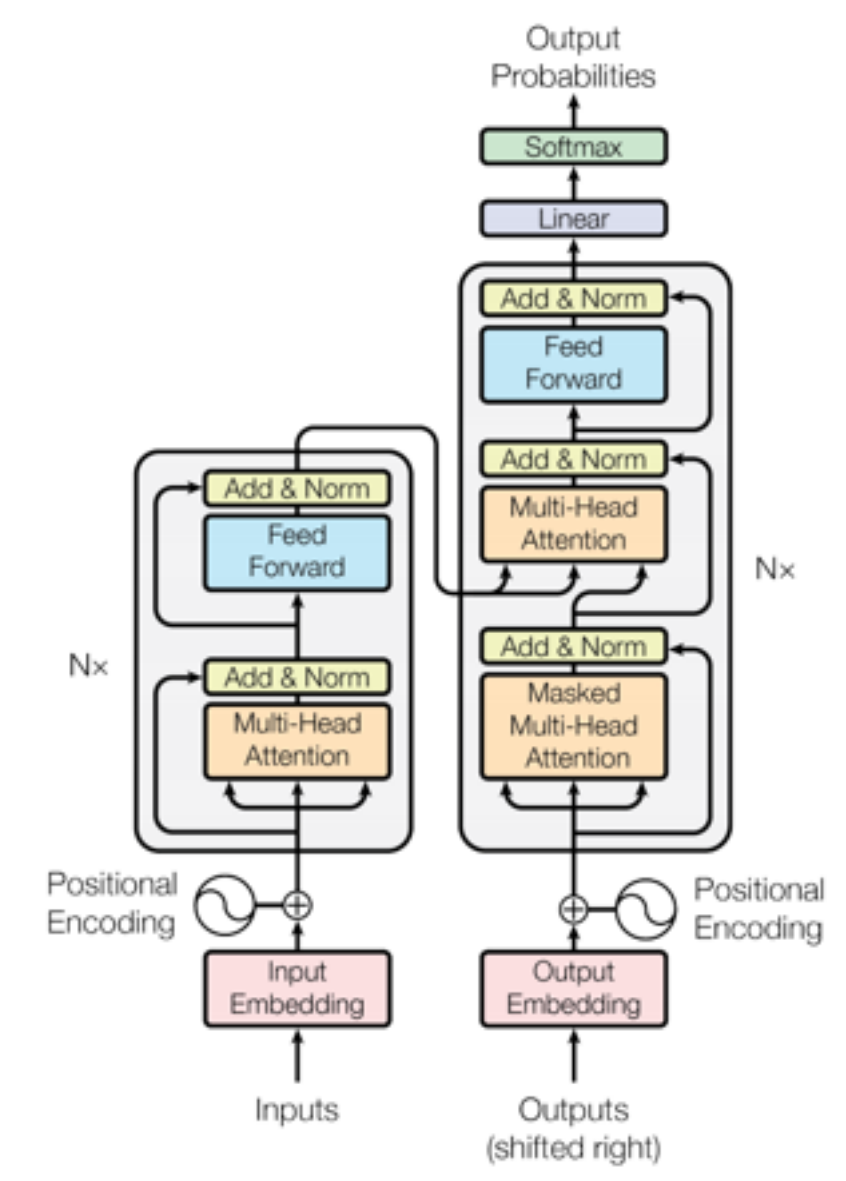 Output
Probabilities
Softmax
Linear
Add & Norm
Feed
Forward
Add & Norm
Multi-Head
Attention
Add & Norm
Masked
Multi-Head
Attention
N×
Add & Norm
Feed
Forward
Add & Norm
Multi-Head
Attention
N×
Positional
Encoding
Positional
Encoding
Input
Embedding
Output
Embedding
Inputs
Outputs
(shifted right)